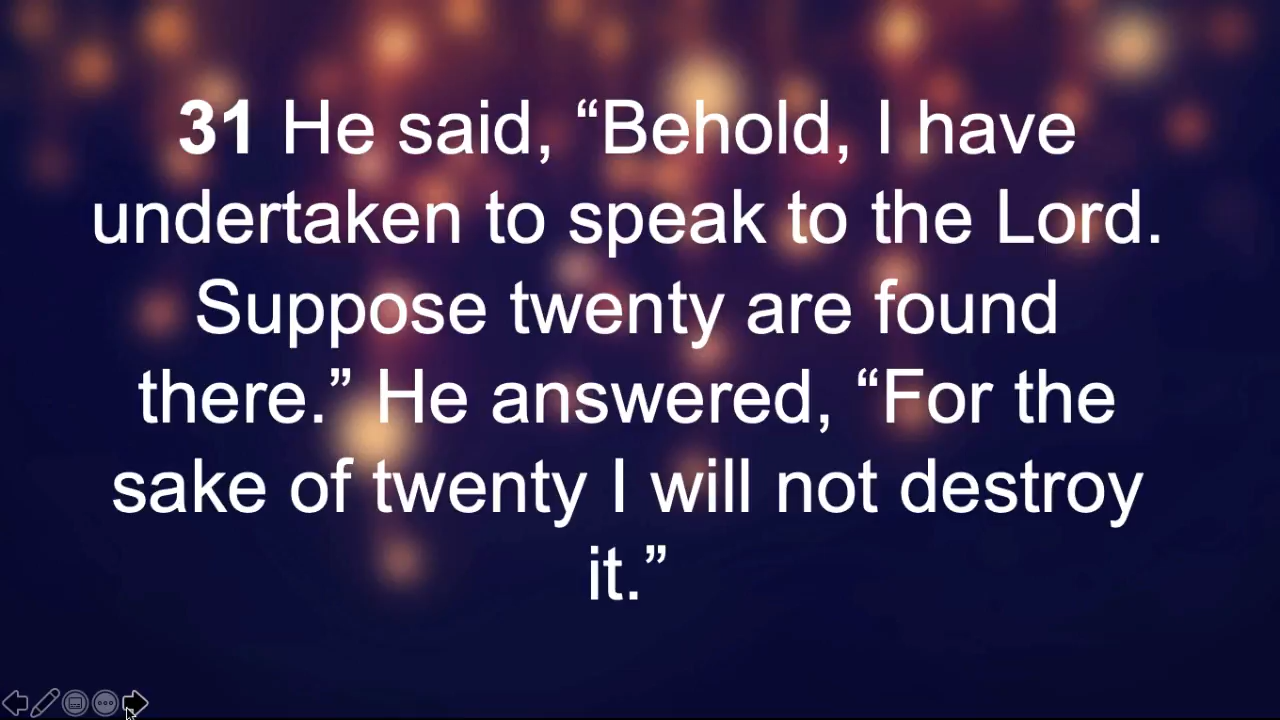 31 He said, “Behold, I have
undertaken to speak to the Lord.
Suppose twenty are found
there.” He answered, “For the
sake of twenty I will not destroy
it.”